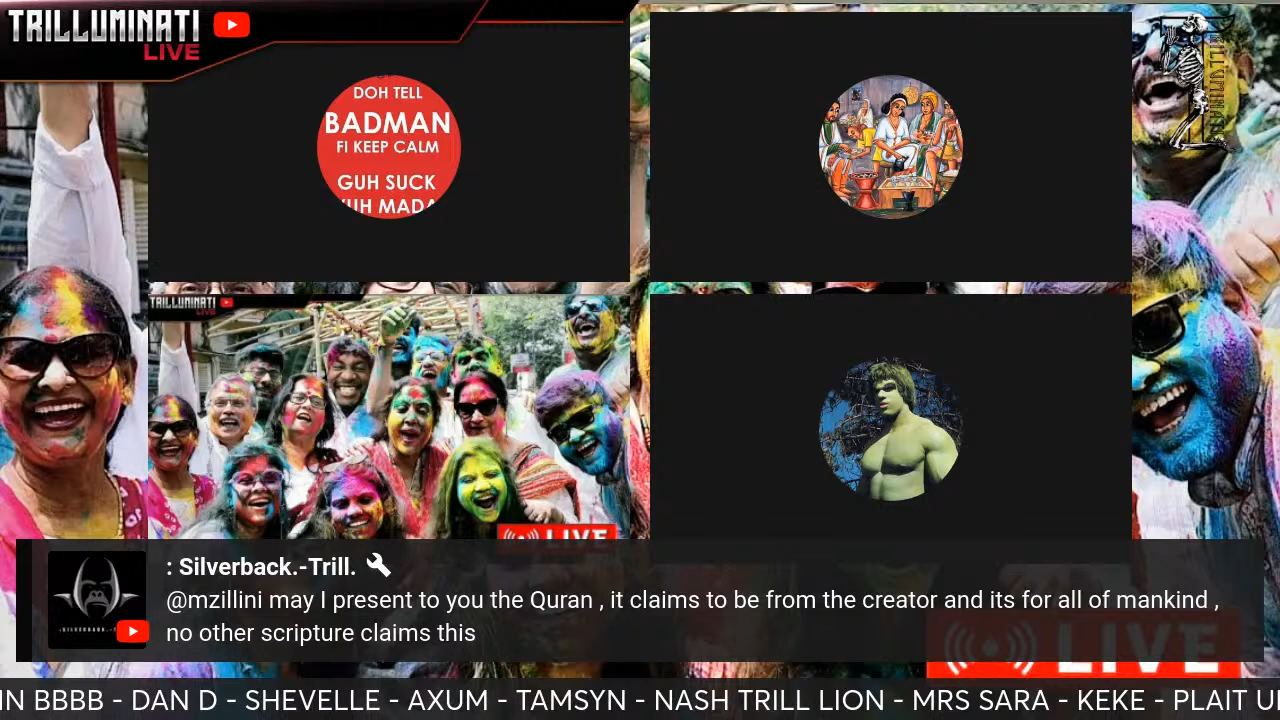 TRILLUMINATI
LIVE
DOH TELL
BADMAN
FI KEEP CALM
GUH SUCK
TRILLUMINATI
TRILLUMINATI
LIVE
LIVE
: Silverback.-Trill.
@mzillini may I present to you the Quran , it claims to be from the creator and its for all of mankind ,
no other scripture claims this
LIVE
BBBB - DAN D - SHEVELLE - AXUM - TAMSYN - NASH TRILL LION - MRS SARA - KEKE - PLAIT